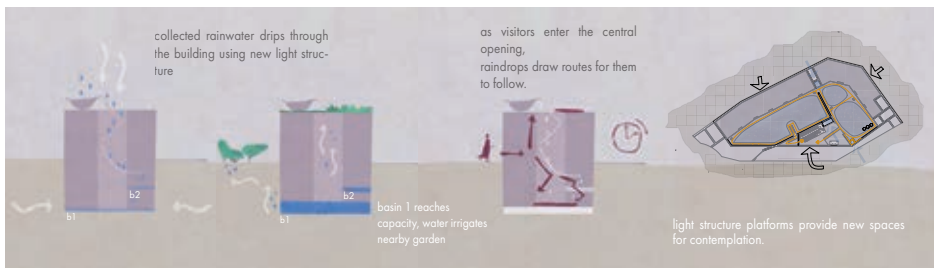 collected rainwater drips through
the building using new light struc-
ture
as visitors enter the central
opening,
raindrops draw routes for them
to follow.
b1
b2
b1
b2
basin 1 reaches
capacity, water irrigates
nearby garden
light structure platforms provide new spaces
for contemplation.